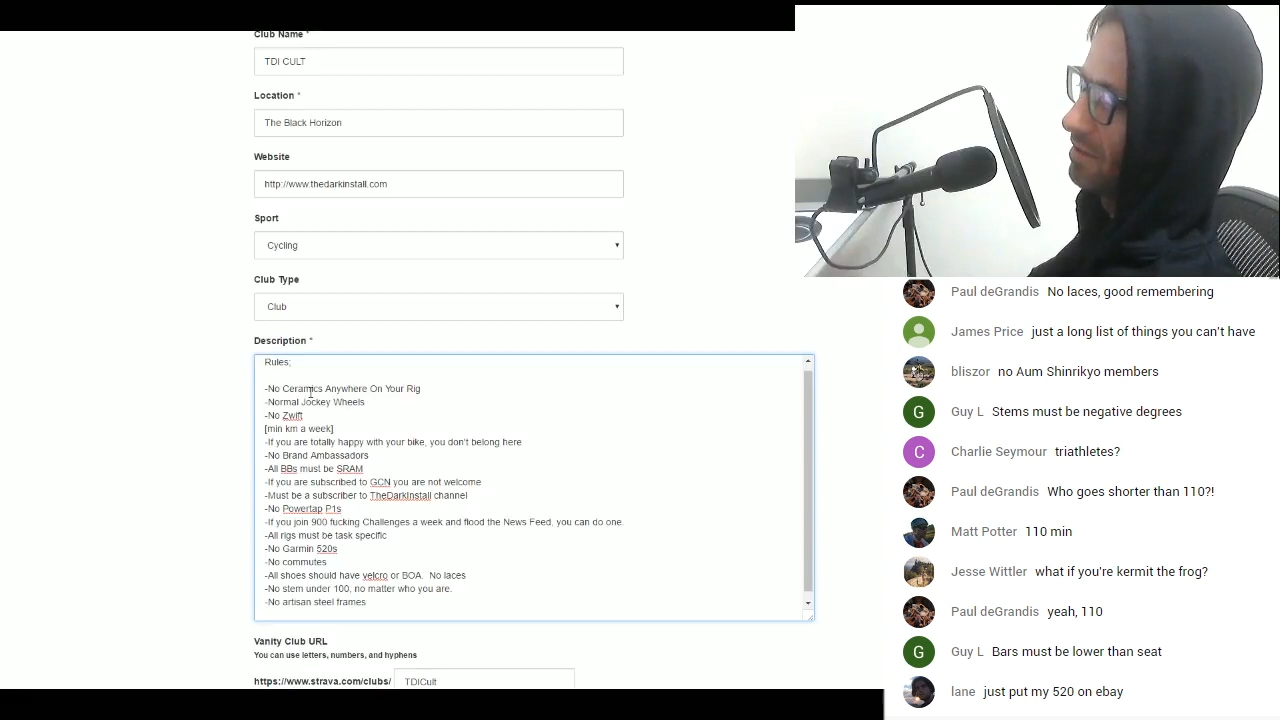 Club Name *
TDI CULT
Location *
The Black Horizon
Website
http://www.thedarkinstall.com
Sport
Cycling
Club Type
Club
Description *
Rules;
-No Ceramics Anywhere On Your Rig
-Normal Jockey Wheels
-No Zwift
[min km a week]
-If you are totally happy with your bike, you don't belong here
-No Brand Ambassadors
-All BBs must be SRAM
-If you are subscribed to GCN you are not welcome
-Must be a subscriber to TheDarkInstall channel
-No Powertap P1s
-If you join 900 fucking Challenges a week and flood the News Feed, you can do one.
-All rigs must be task specific
-No Garmin 520s
-No commutes
-All shoes should have velcro or BOA.  No laces
-No stem under 100, no matter who you are.
-No artisan steel frames
Vanity Club URL
You can use letters, numbers, and hyphens
https://www.strava.com/clubs/ TDICult
Paul deGrandis No laces, good remembering
James Price just a long list of things you can't have
bliszor no Aum Shinrikyo members
G Guy L Stems must be negative degrees
C Charlie Seymour triathletes?
Paul deGrandis Who goes shorter than 110?!
Matt Potter 110 min
Jesse Wittler what if you're kermit the frog?
Paul deGrandis yeah, 110
G Guy L Bars must be lower than seat
lane just put my 520 on ebay